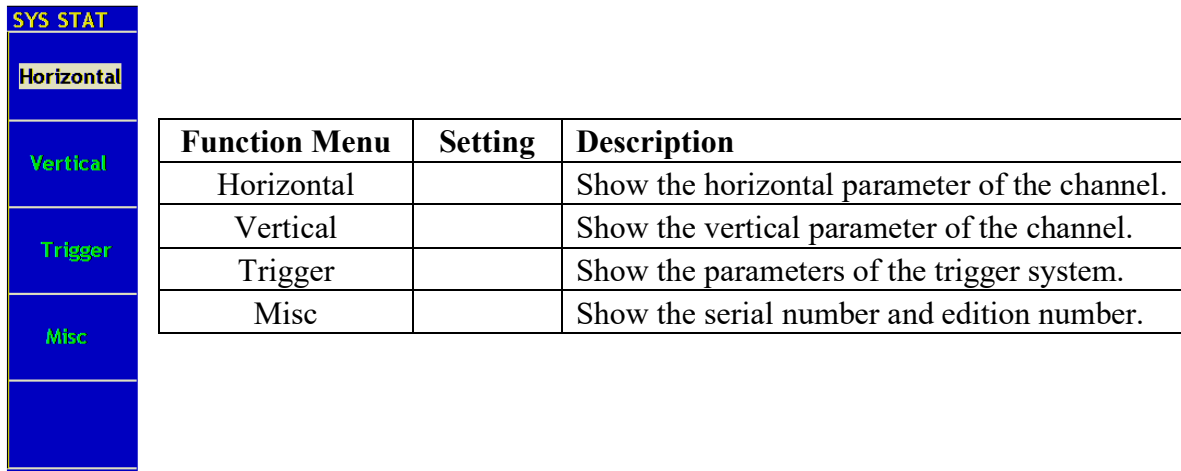 SYS STAT
Horizontal
Vertical
Trigger
Misc
Function Menu Setting Description
Horizontal Show the horizontal parameter of the channel.
Vertical Show the vertical parameter of the channel.
Trigger Show the parameters of the trigger system.
Misc Show the serial number and edition number.